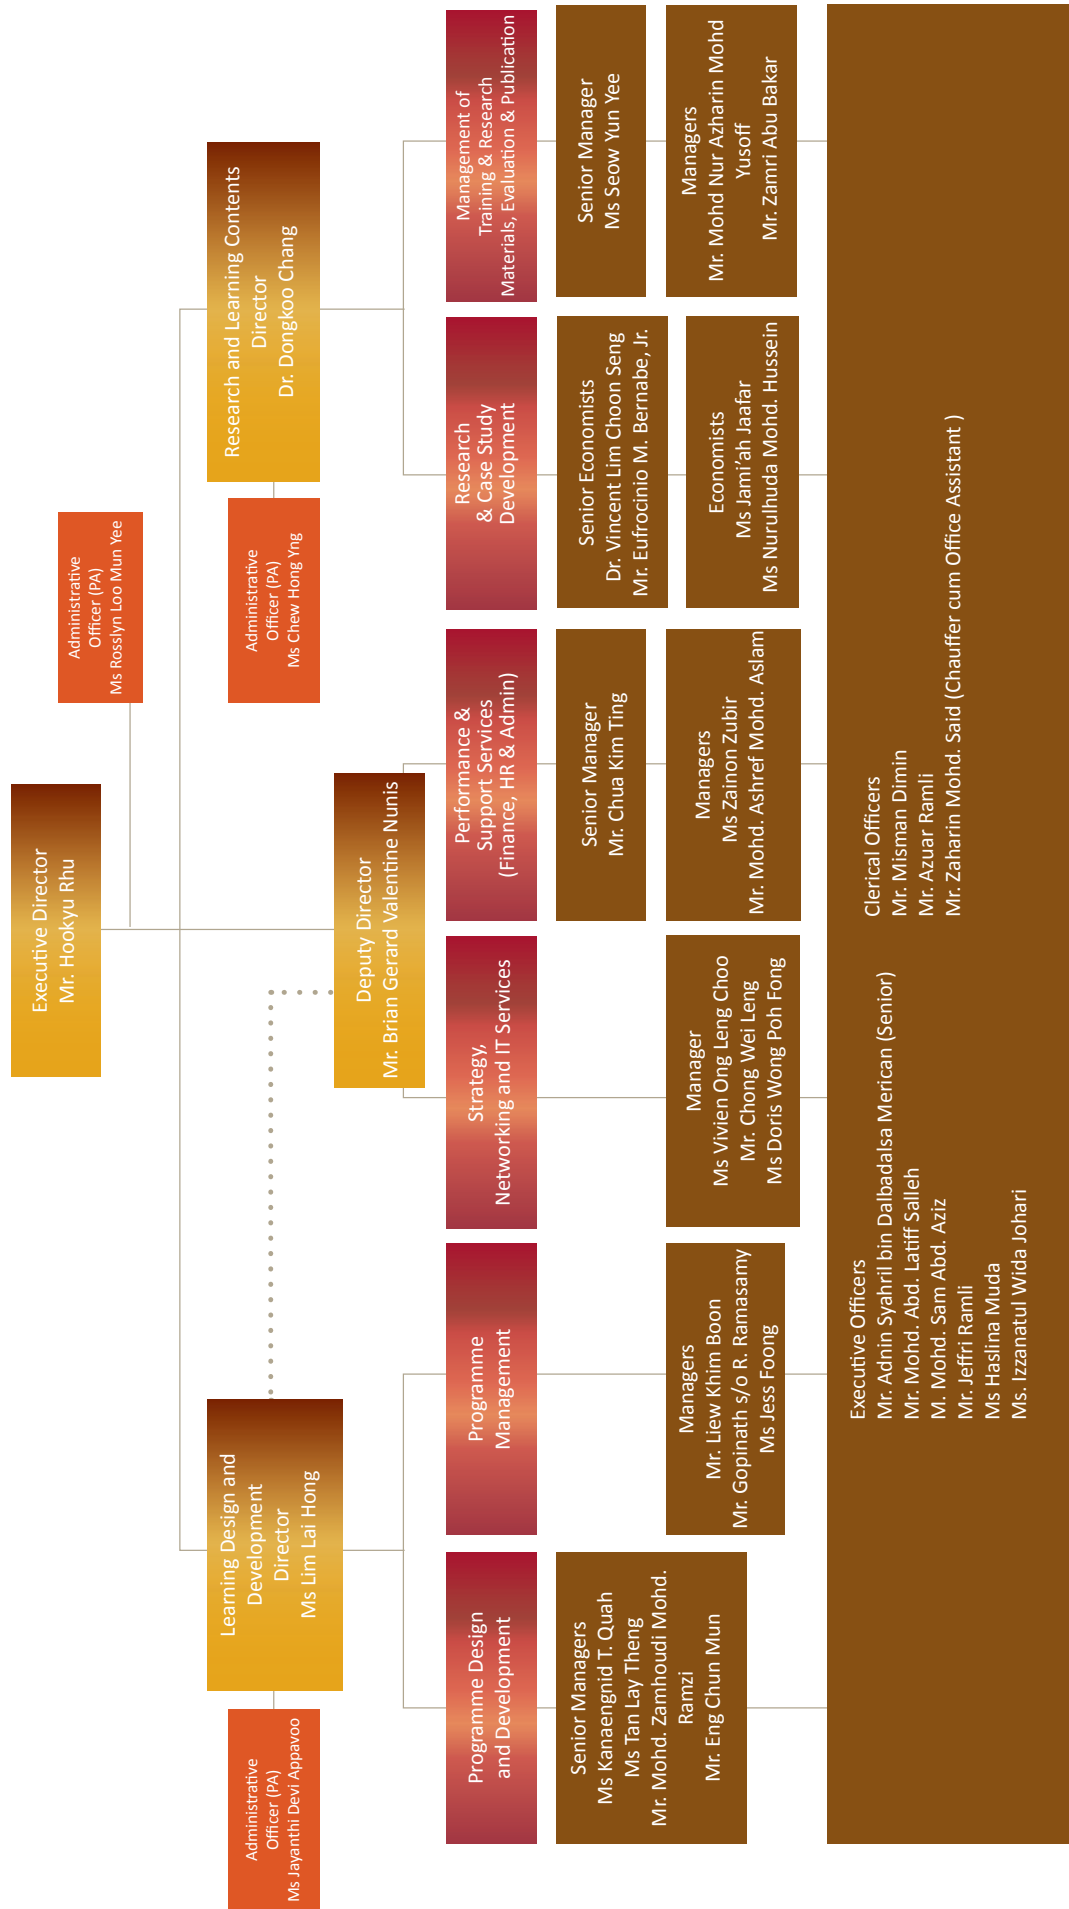 Executive Director
Mr. Hookyu Rhu
Administrative
Officer (PA)
Ms Rosslyn Loo Mun Yee
Administrative
Officer (PA)
Ms Jayanthi Devi Appavoo
Learning Design and
Development
Director
Ms Lim Lai Hong
Administrative
Officer (PA)
Ms Chew Hong Yng
Research and Learning Contents
Director
Dr. Dongkoo Chang
Deputy Director
Mr. Brian Gerard Valentine Nunis
Programme Design
and Development
Programme
Management
Strategy,
Networking and IT Services
Performance &
Support Services
(Finance, HR & Admin)
Research
& Case Study
Development
Management of
Training & Research
Materials, Evaluation & Publication
Senior Managers
Ms Kanaengnid T. Quah
Ms Tan Lay Theng
Mr. Mohd. Zamhoudi Mohd.
Ramzi
Mr. Eng Chun Mun
Managers
Mr. Liew Khim Boon
Mr. Gopinath s/o R. Ramasamy
Ms Jess Foong
Manager
Ms Vivien Ong Leng Choo
Mr. Chong Wei Leng
Ms Doris Wong Poh Fong
Senior Manager
Mr. Chua Kim Ting
Managers
Ms Zainon Zubir
Mr. Mohd. Ashref Mohd. Aslam
Senior Economists
Dr. Vincent Lim Choon Seng
Mr. Eufrocinio M. Bernabe, Jr.
Economists
Ms Jami'ah Jaafar
Ms Nurulhuda Mohd. Hussein
Senior Manager
Ms Seow Yun Yee
Managers
Mr. Mohd Nur Azharin Mohd
Yusoff
Mr. Zamri Abu Bakar
Executive Officers
Mr. Adnin Syahril bin Dalbadalsa Merican (Senior)
Mr. Mohd. Abd. Latiff Salleh
M. Mohd. Sam Abd. Aziz
Mr. Jeffri Ramli
Ms Haslina Muda
Ms. Izzanatul Wida Johari
Clerical Officers
Mr. Misman Dimin
Mr. Azuar Ramli
Mr. Zaharin Mohd. Said (Chauffer cum Office Assistant )